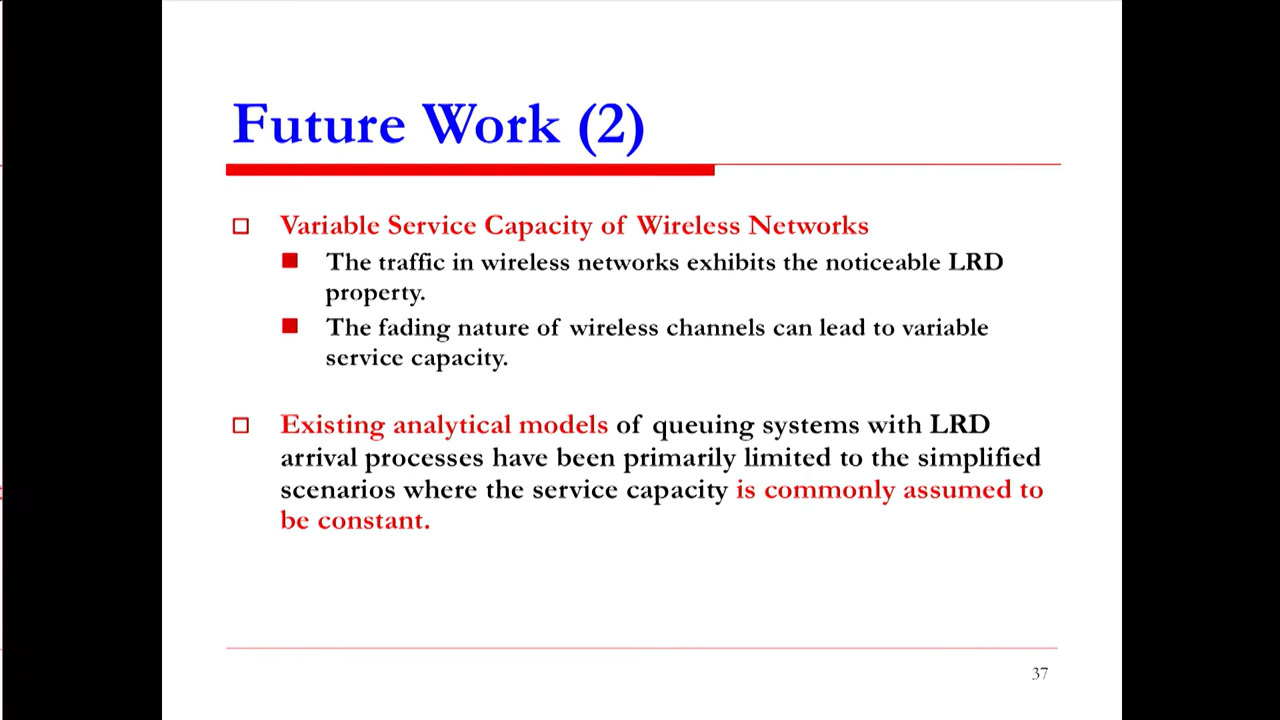 Future Work (2)
Variable Service Capacity of Wireless Networks
The traffic in wireless networks exhibits the noticeable LRD
property.
The fading nature of wireless channels can lead to variable
service capacity.
Existing analytical models of queuing systems with LRD
arrival processes have been primarily limited to the simplified
scenarios where the service capacity is commonly assumed to
be constant.
37